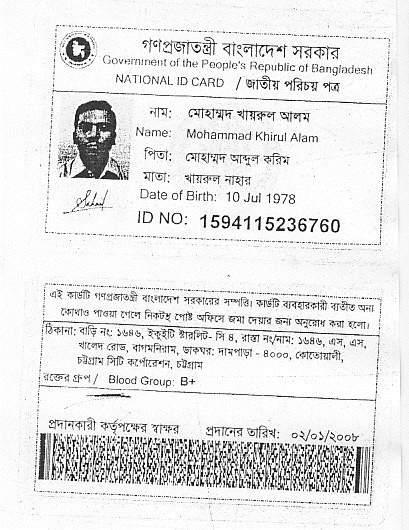 গণপ্রজাতন্ত্রী বাংলাদেশ সরকার
Government of the People's Republic of Bangladesh
NATIONAL ID CARD / জাতীয় পরিচয় পত্র
নাম: মোহাম্মদ খায়রুল আলম
Name: Mohammad Khirul Alam
পিতা: মোহাম্মদ আব্দুল করিম
মাতা: খায়রুল নাহার
Date of Birth: 10 Jul 1978
ID NO: 1594115236760
এই কার্ডটি গণপ্রজাতন্ত্রী বাংলাদেশ সরকারের সম্পত্তি। কার্ডটি ব্যবহারকারী ব্যতীত অন্য
কোথাও পাওয়া গেলে নিকটস্থ পোষ্ট অফিসে জমা দেয়ার জন্য অনুরোধ করা হলো।
ঠিকানা: বাড়ি নং: ১৬৪৬, ইকুইটি স্টারলিট- সি ৪, রাস্তা নং/নাম: ১৬৪৬, এস, এস,
খালেদ রোড, বাগমনিরাম, ডাকঘর: দামপাড়া - ৪০০০, কোতোয়ালী,
চট্টগ্রাম সিটি কর্পোরেশন, চট্টগ্রাম
রক্তের গ্রুপ / Blood Group: B+
প্রদানকারী কর্তৃপক্ষের স্বাক্ষর প্রদানের তারিখ: ০২/০১/২০০৮